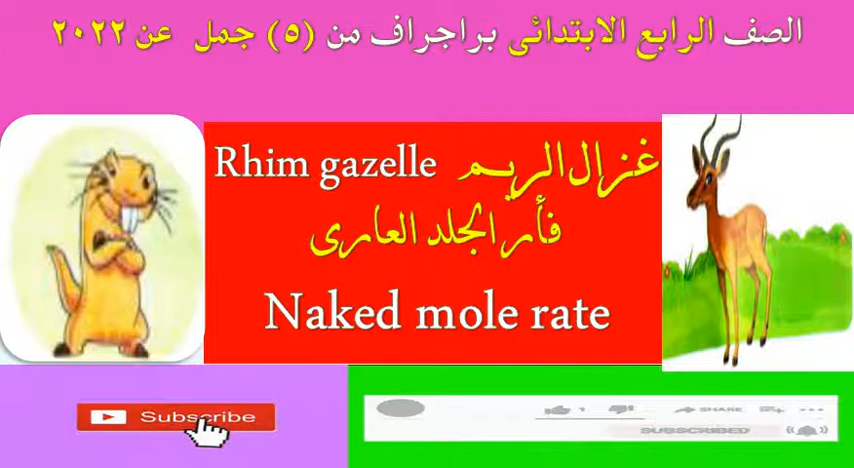 الصف الرابع الابتدائى براجراف من (٥) جمل عن ٢٠٢٢
Rhim gazelle غزال الريم
فأر الجلد العارى
Naked mole rate
Subscribe
1 SHARE
SUBSCRIBED